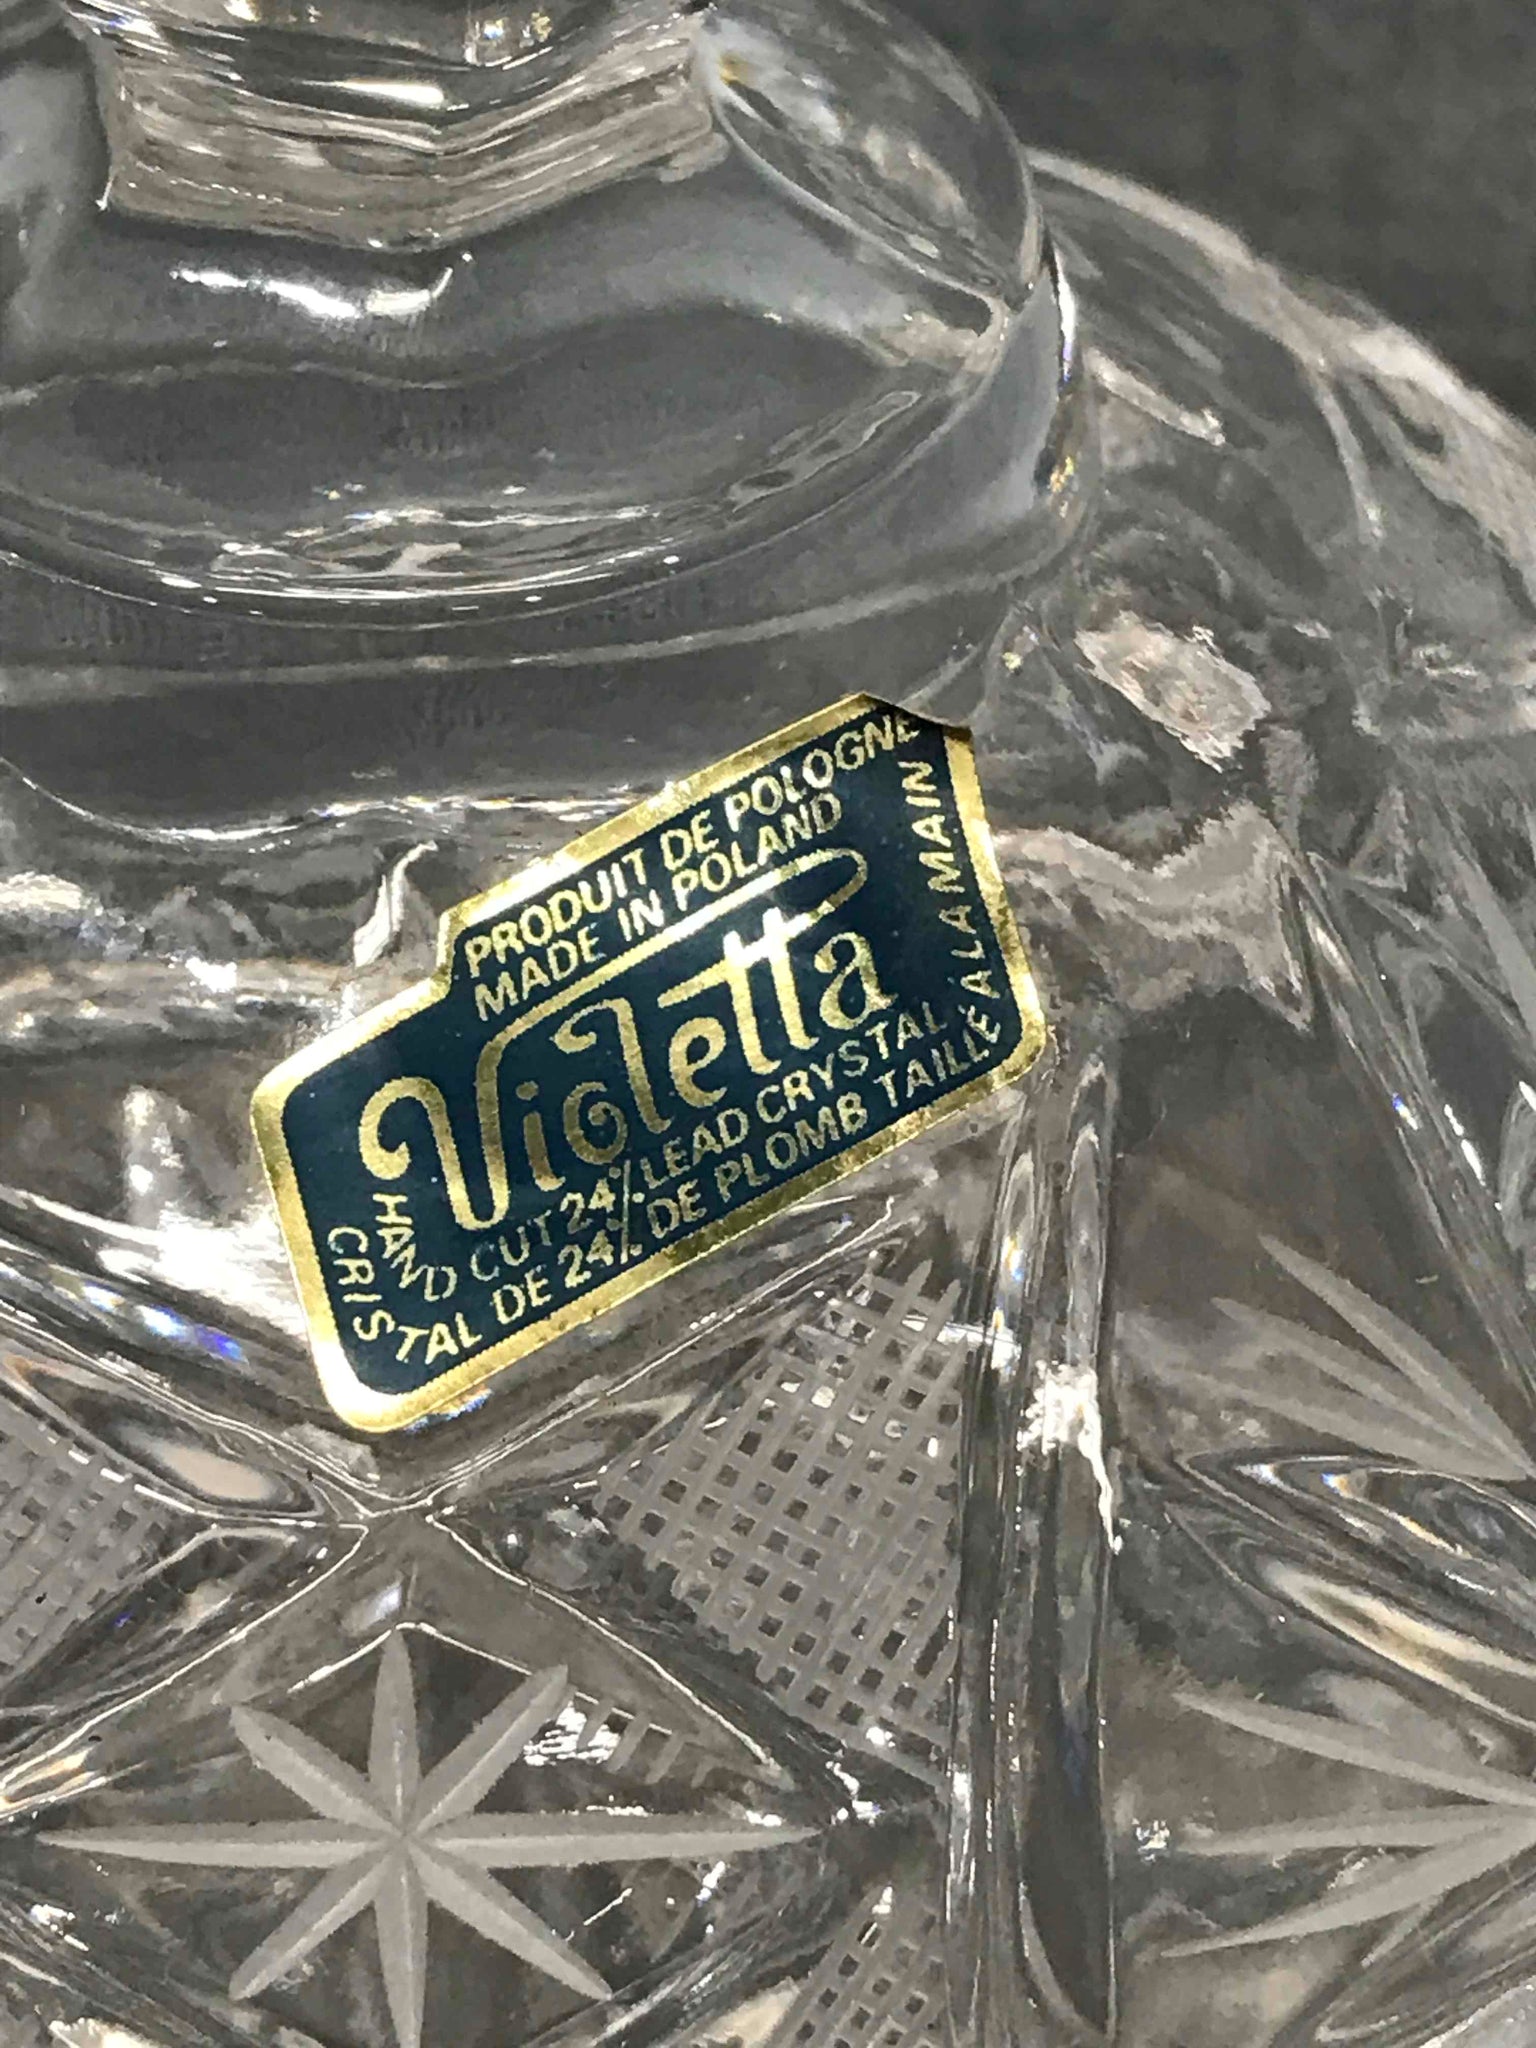 PRODUIT DE POLOGNE
MADE IN POLAND
Violetta
HAND CUT 24% LEAD CRYSTAL
CRISTAL DE 24% DE PLOMB TAILLÉ A LA MAIN